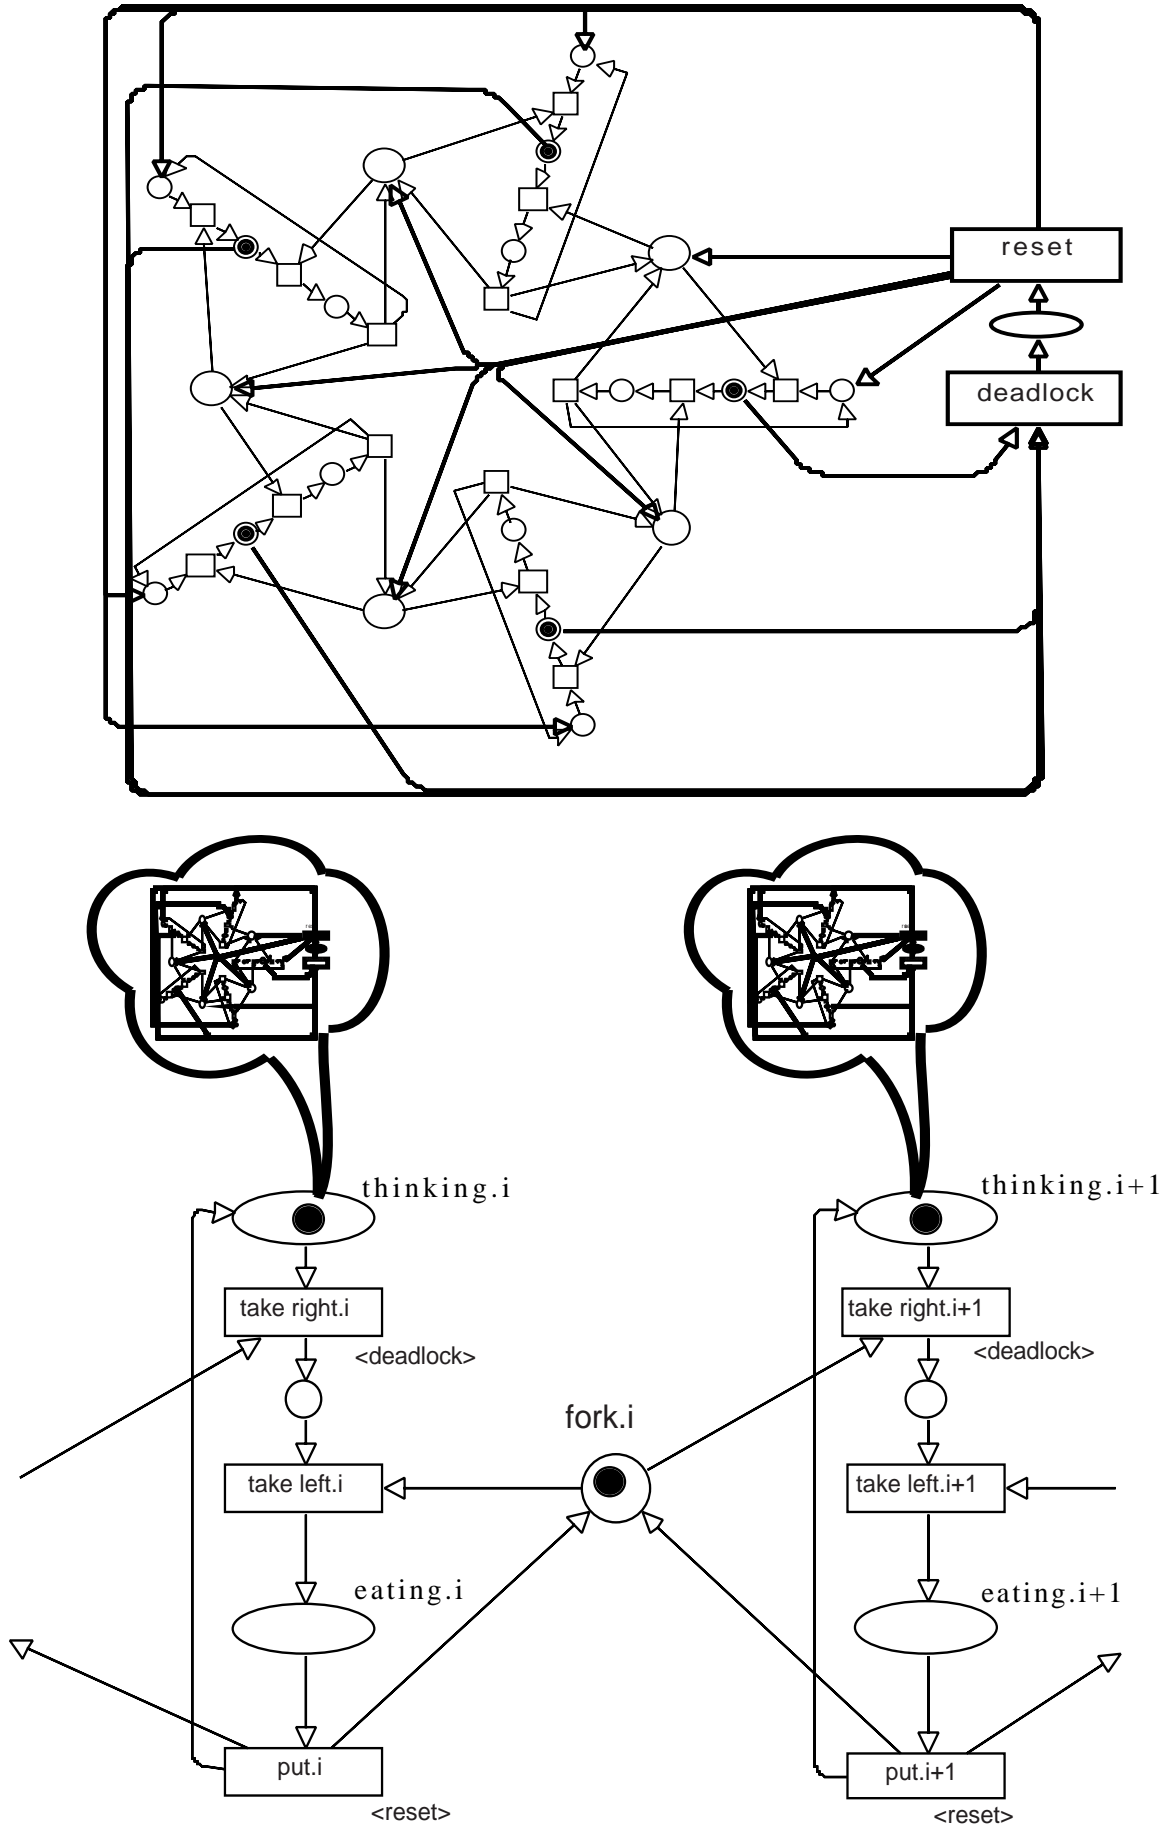 reset
deadlock
thinking.i
thinking.i+1
take right.i
take right.i+1
<deadlock>
<deadlock>
fork.i
take left.i
take left.i+1
eating.i
eating.i+1
put.i
put.i+1
<reset>
<reset>